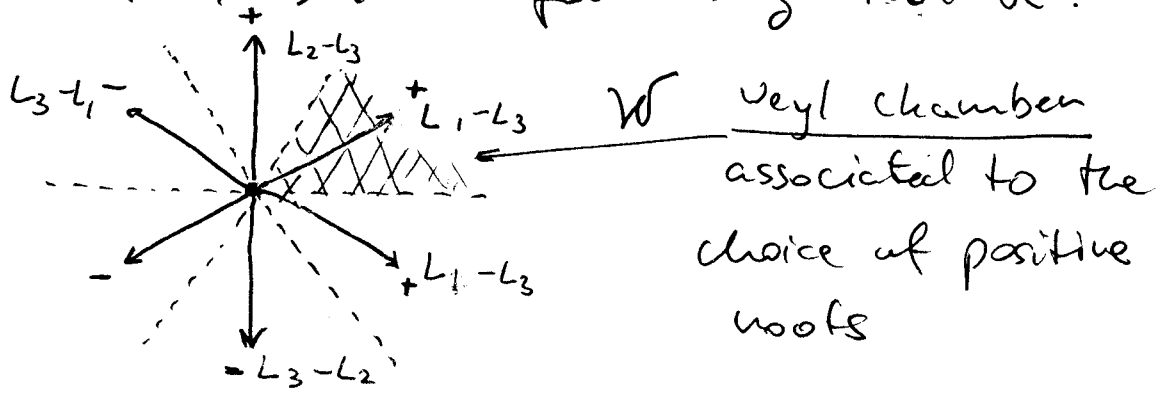 +
L₂-L₃
L₃-L₁ -
+ L₁-L₃
W Weyl chamber
associated to the
choice of positive
roots
-
+ L₁-L₃
- L₃-L₂